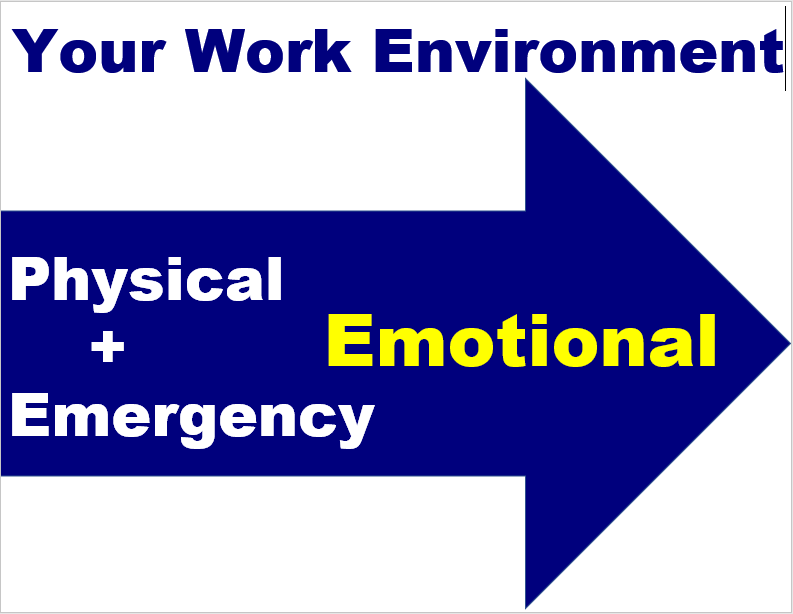 Your Work Environment
Physical
+
Emotional
Emergency